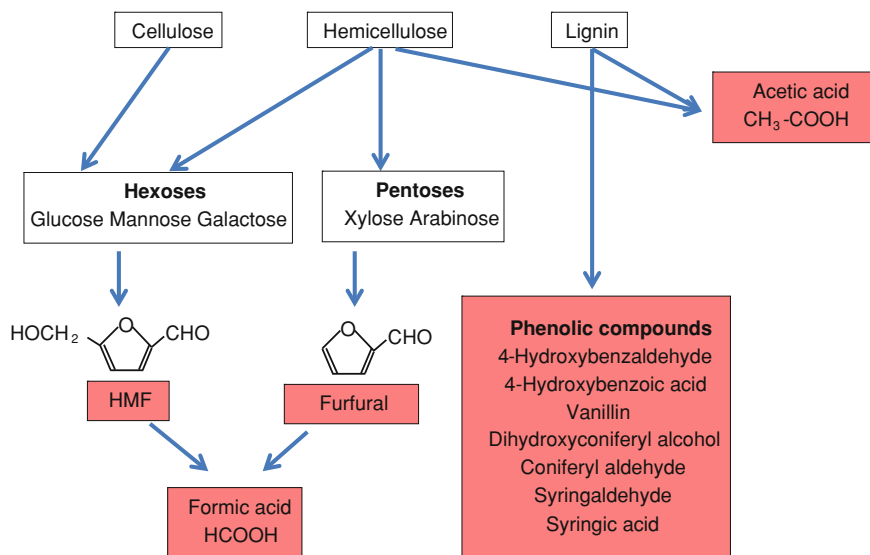 Cellulose
Hemicellulose
Lignin
Acetic acid
CH₃-COOH
Hexoses
Glucose Mannose Galactose
Pentoses
Xylose Arabinose
HOCH₂
O
CHO
O
CHO
HMF
Furfural
Formic acid
HCOOH
Phenolic compounds
4-Hydroxybenzaldehyde
4-Hydroxybenzoic acid
Vanillin
Dihydroxyconiferyl alcohol
Coniferyl aldehyde
Syringaldehyde
Syringic acid